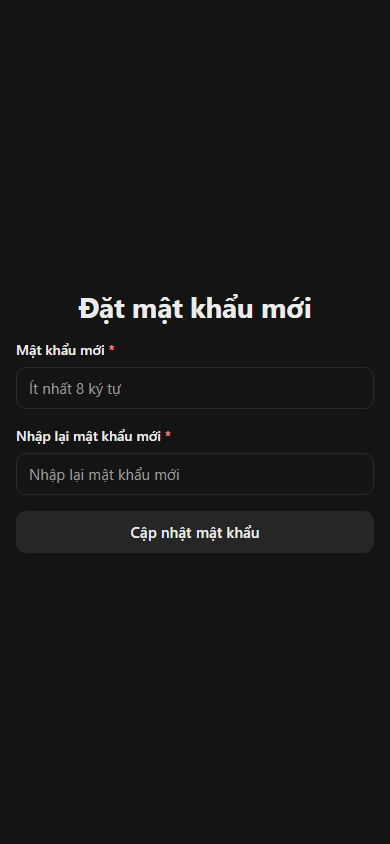 Đặt mật khẩu mới
Mật khẩu mới *
Ít nhất 8 ký tự
Nhập lại mật khẩu mới *
Nhập lại mật khẩu mới
Cập nhật mật khẩu